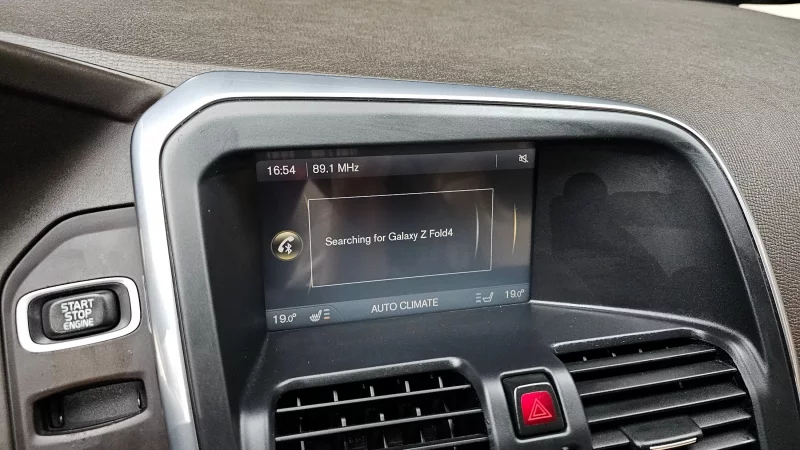 16:54 89.1 MHz
Searching for Galaxy Z Fold4
19.0° AUTO CLIMATE 19.0°
START
STOP
ENGINE